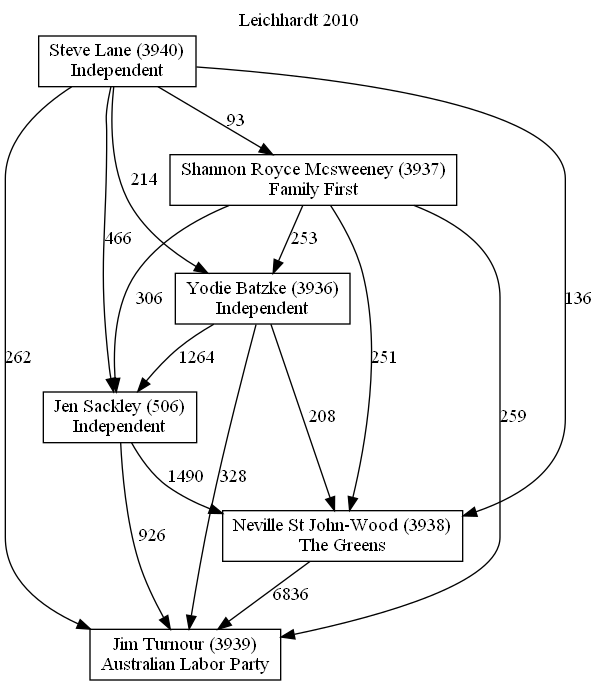 Leichhardt 2010
Steve Lane (3940)
Independent
93
Shannon Royce Mcsweeney (3937)
Family First
214
466
253
306
136
Yodie Batzke (3936)
Independent
262
1264
251
208
259
Jen Sackley (506)
Independent
1490
328
926
Neville St John-Wood (3938)
The Greens
6836
Jim Turnour (3939)
Australian Labor Party